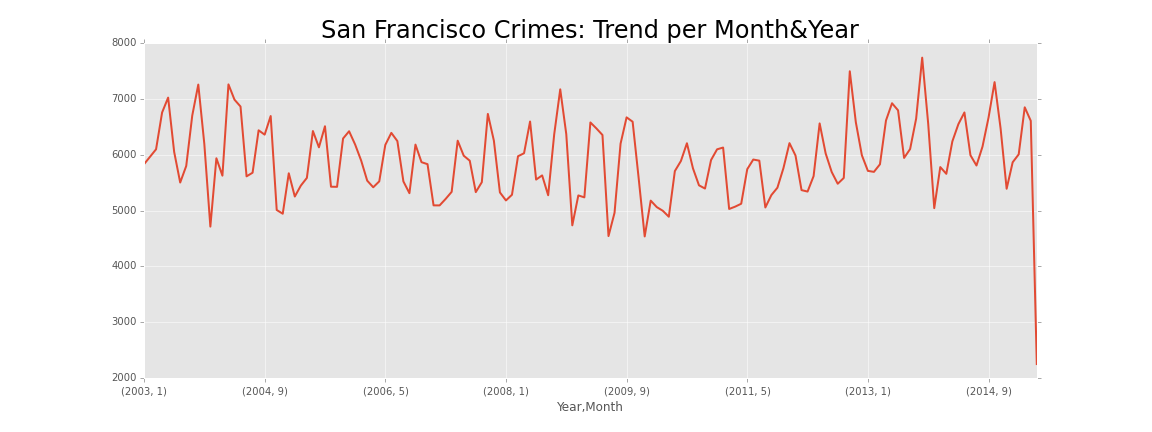 San Francisco Crimes: Trend per Month&Year
8000
7000
6000
5000
4000
3000
2000
(2003, 1) (2004, 9) (2006, 5) (2008, 1) (2009, 9) (2011, 5) (2013, 1) (2014, 9)
Year,Month